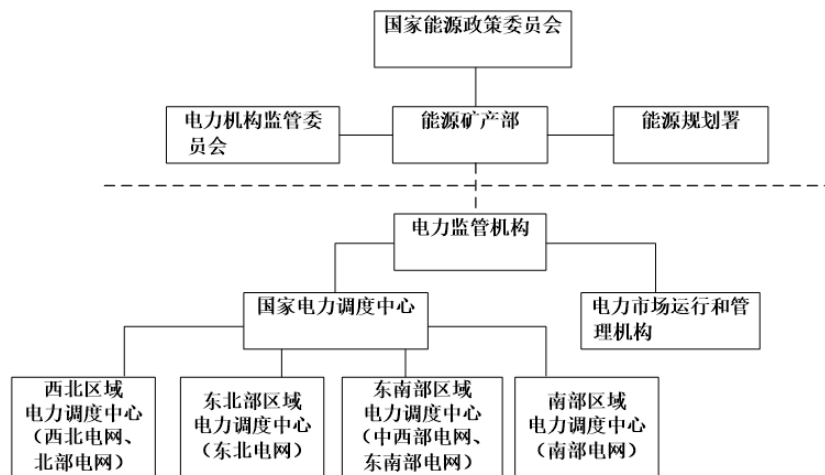 国家能源政策委员会
电力机构监管委
员会
能源矿产部
能源规划署
电力监管机构
国家电力调度中心
电力市场运行和管
理机构
西北区域
电力调度中心
（西北电网、
北部电网）
东北部区域
电力调度中心
（东北电网）
东南部区域
电力调度中心
（中西部电网、
东南部电网）
南部区域
电力调度中心
（南部电网）